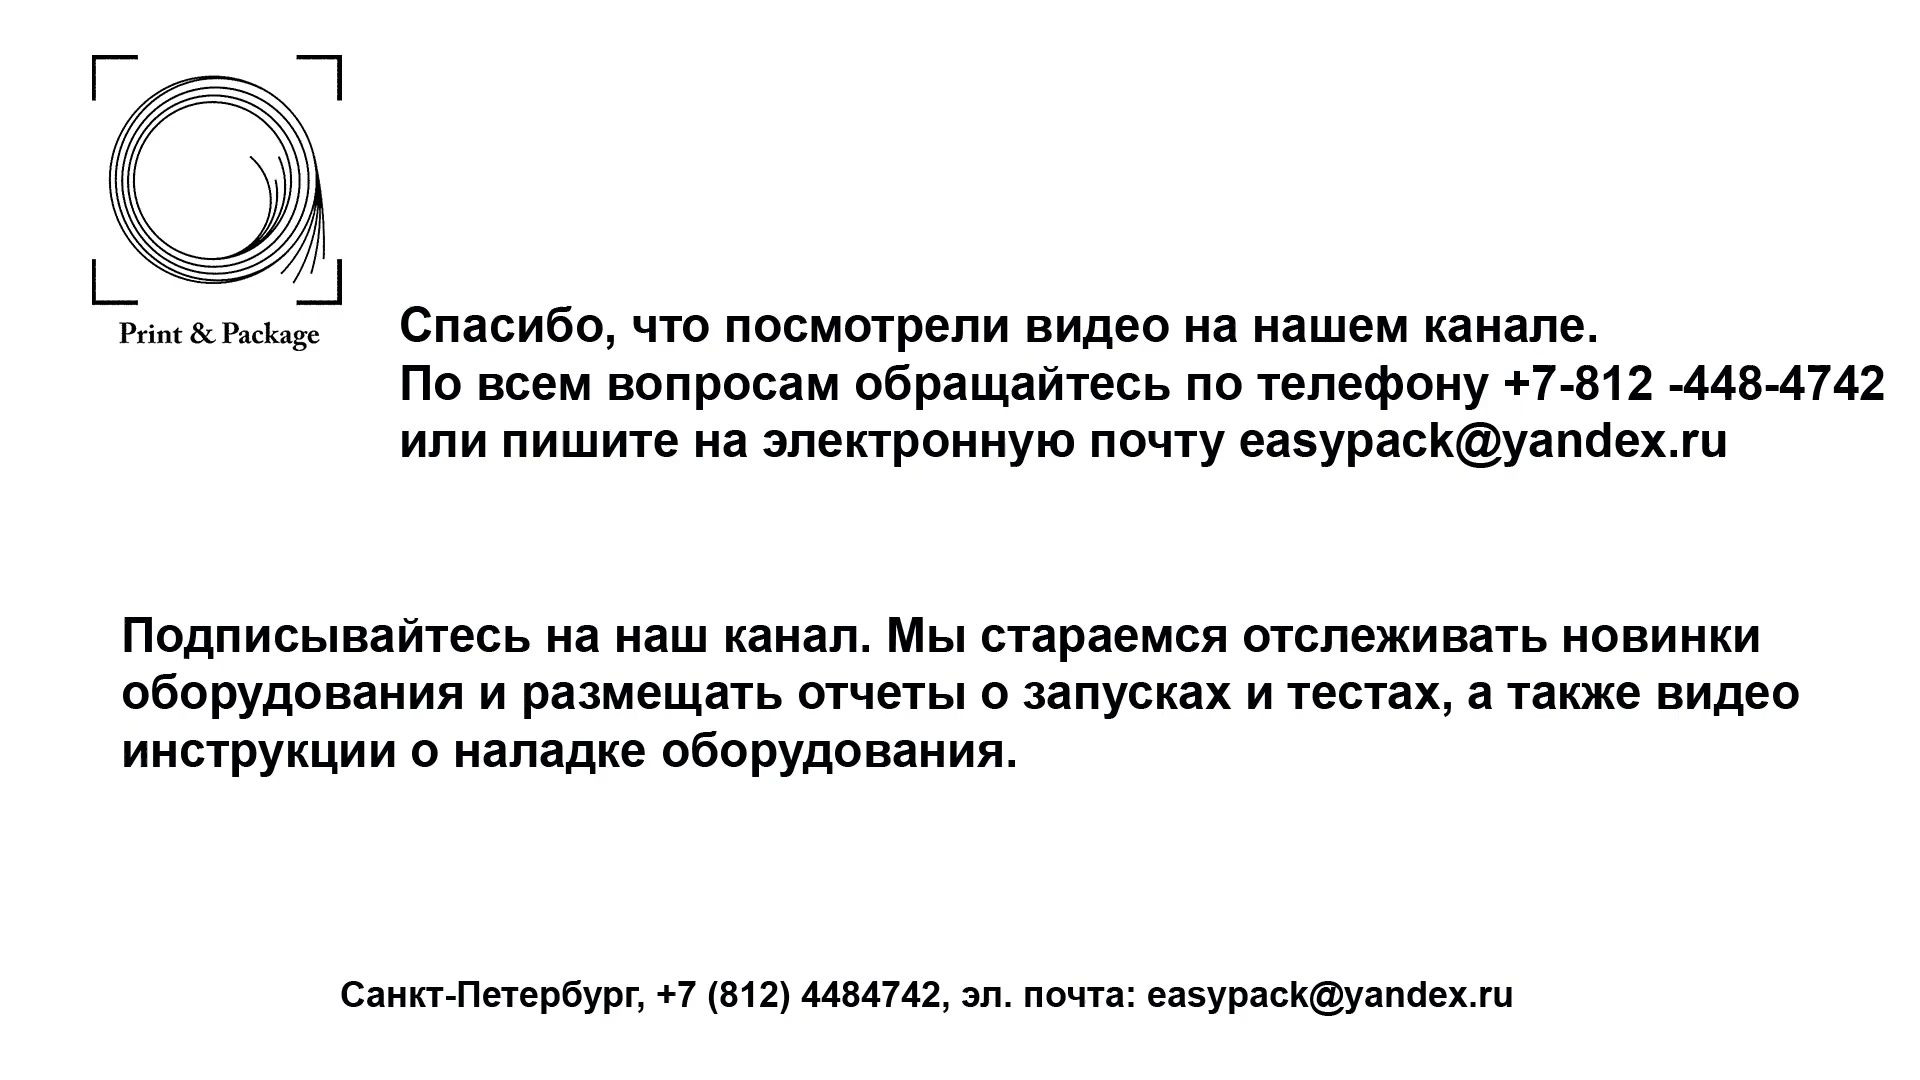 Print & Package
Спасибо, что посмотрели видео на нашем канале.
По всем вопросам обращайтесь по телефону +7-812 -448-4742
или пишите на электронную почту easypack@yandex.ru
Подписывайтесь на наш канал. Мы стараемся отслеживать новинки
оборудования и размещать отчеты о запусках и тестах, а также видео
инструкции о наладке оборудования.
Санкт-Петербург, +7 (812) 4484742, эл. почта: easypack@yandex.ru